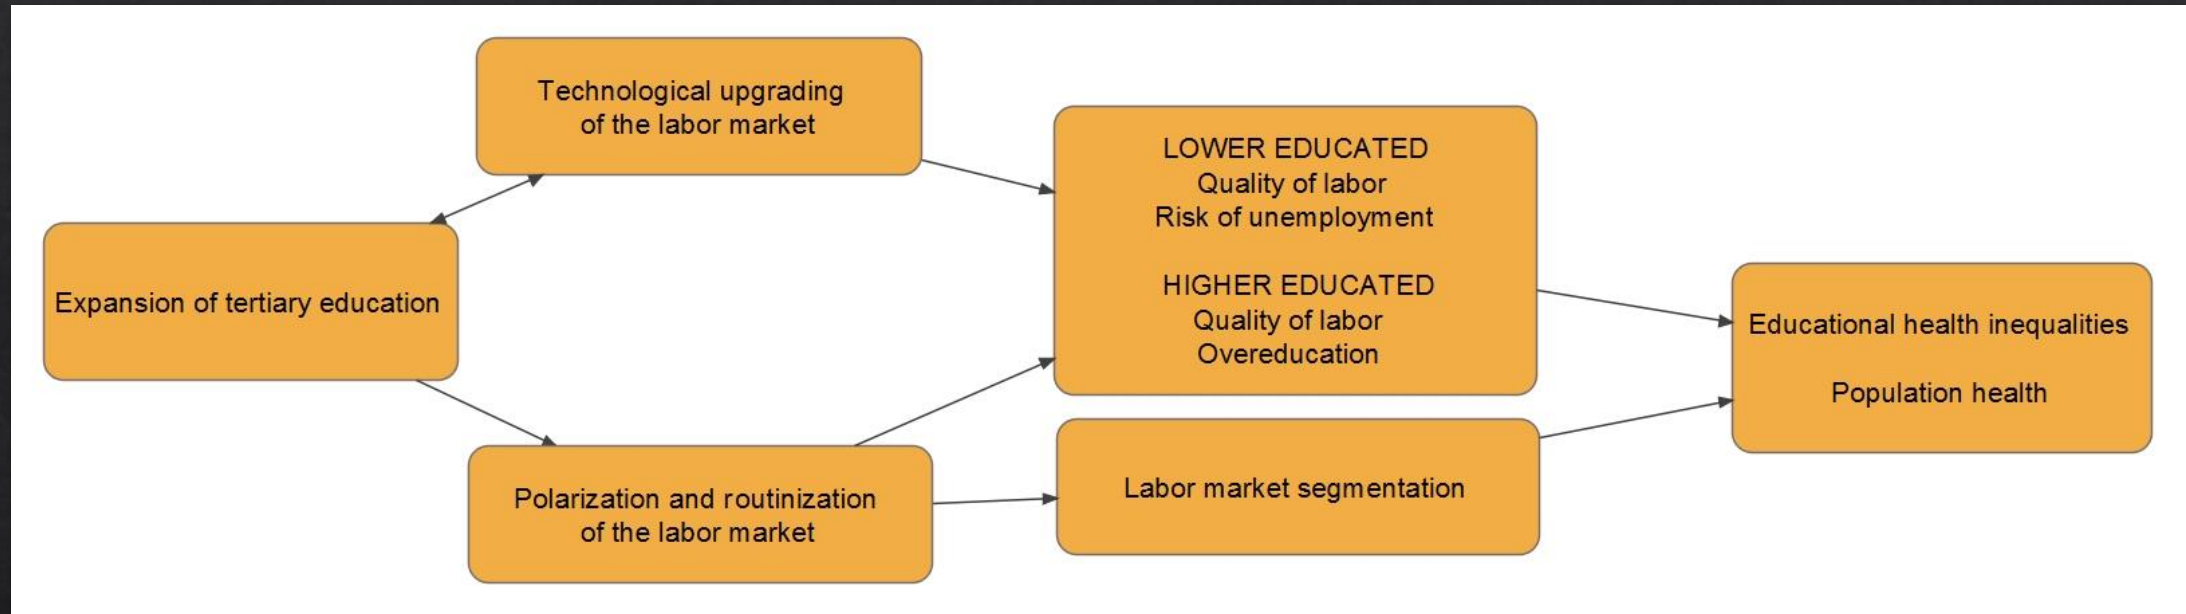 Technological upgrading
of the labor market
LOWER EDUCATED
Quality of labor
Risk of unemployment
HIGHER EDUCATED
Quality of labor
Overeducation
Expansion of tertiary education
Educational health inequalities
Population health
Polarization and routinization
of the labor market
Labor market segmentation